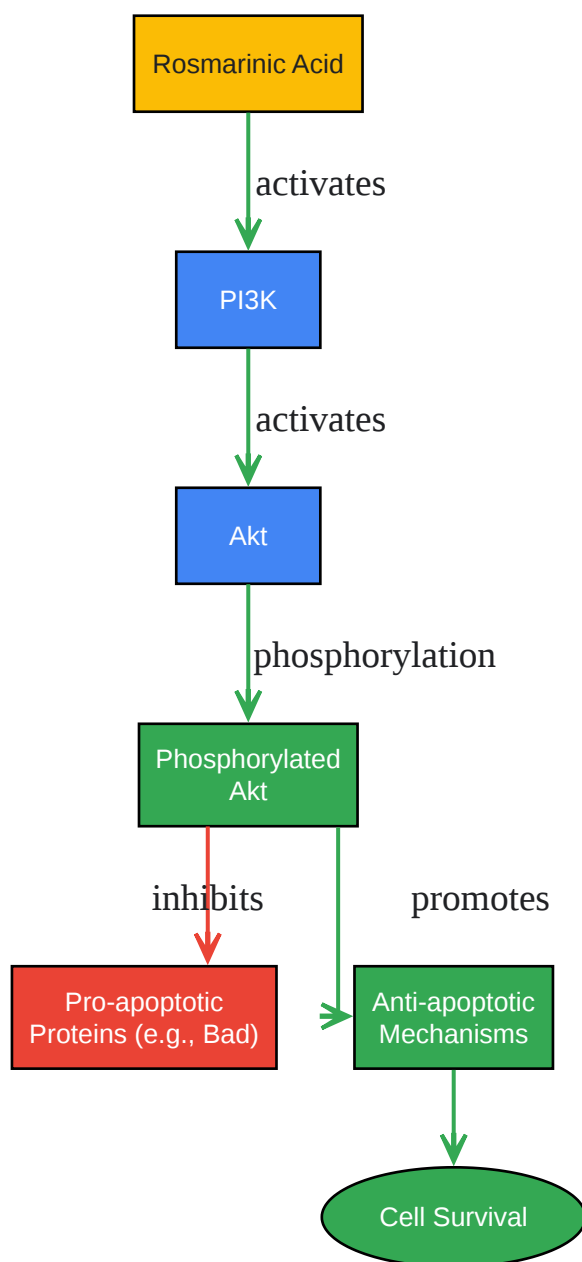 Rosmarinic Acid
activates
PI3K
activates
Akt
phosphorylation
Phosphorylated
Akt
inhibits
promotes
Pro-apoptotic
Proteins (e.g., Bad)
Anti-apoptotic
Mechanisms
Cell Survival